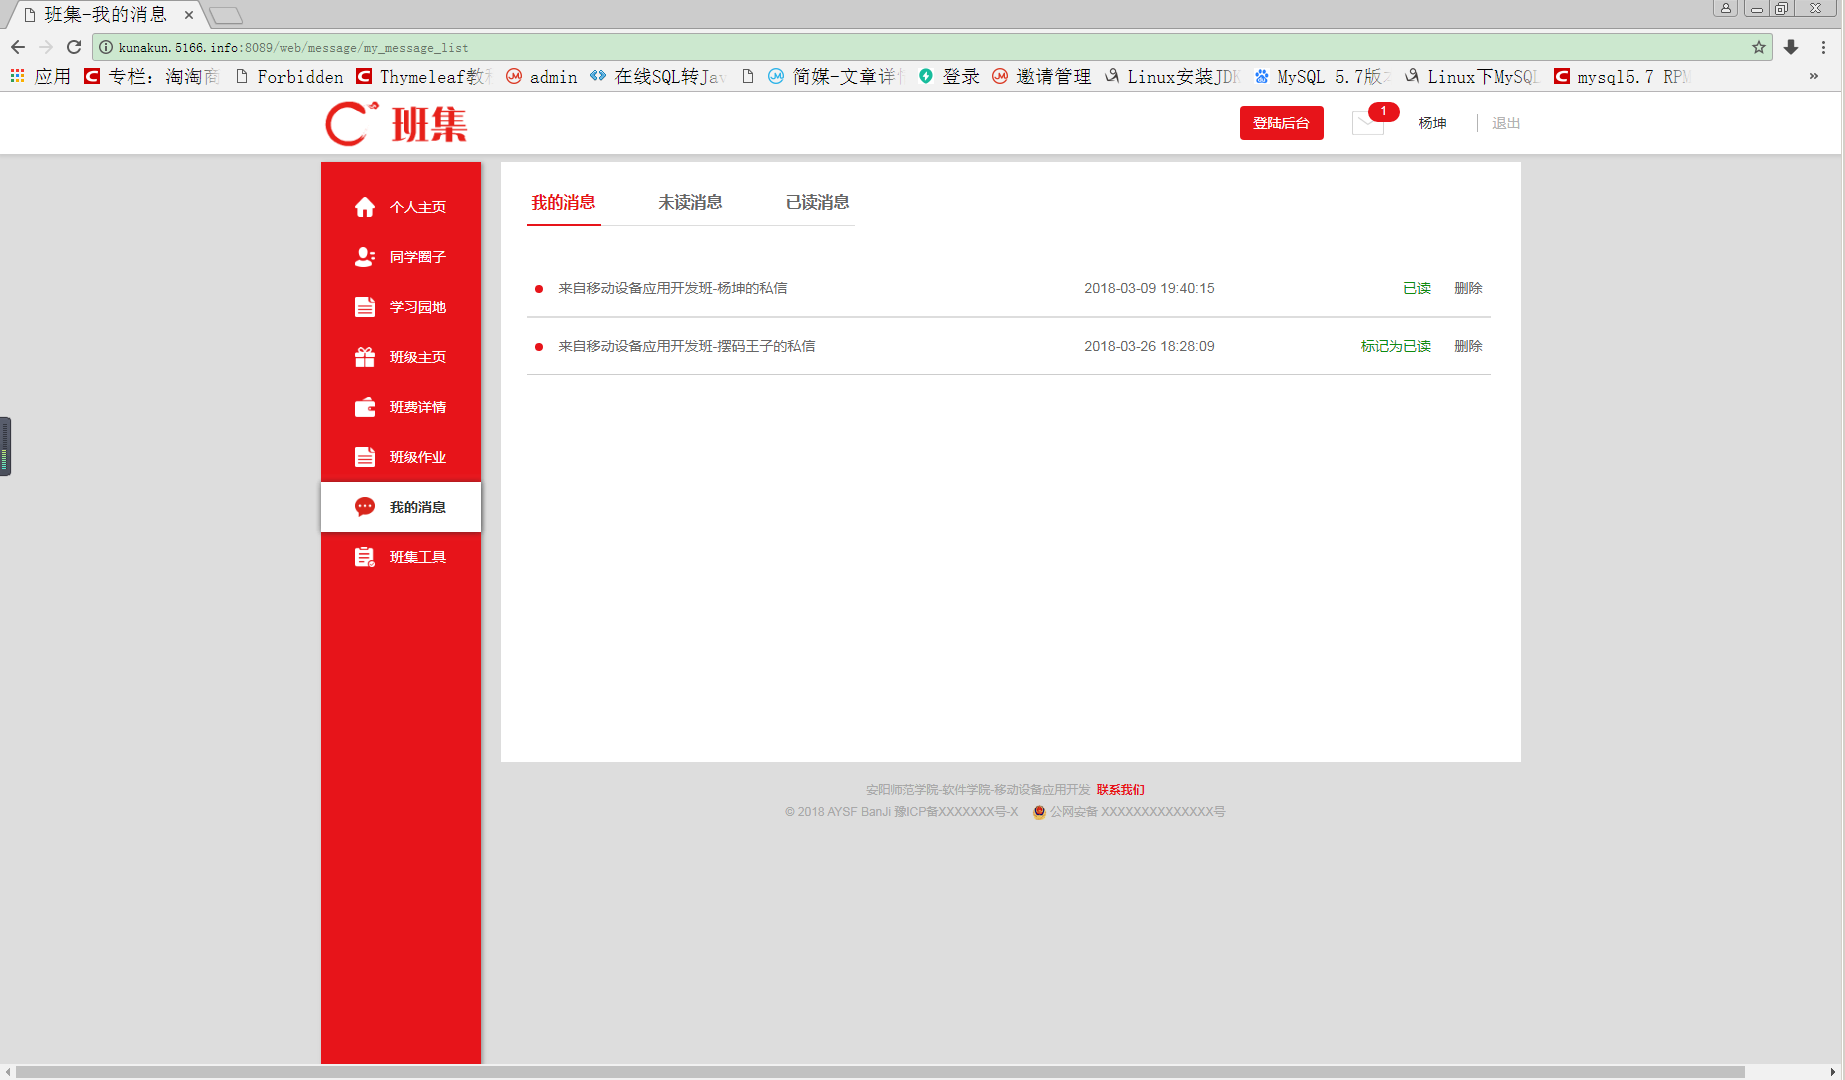 班集-我的消息
kunakun.5166.info:8089/web/message/my_message_list
应用 专栏：淘淘商 Forbidden Thymeleaf教程 admin 在线SQL转Jav 简媒-文章详情 登录 邀请管理 Linux安装JDK MySQL 5.7版 Linux下MySQL mysql5.7 RPM »
班集
登陆后台 1 杨坤 退出
个人主页
同学圈子
学习园地
班级主页
班费详情
班级作业
我的消息
班集工具
我的消息 未读消息 已读消息
来自移动设备应用开发班-杨坤的私信 2018-03-09 19:40:15 已读 删除
来自移动设备应用开发班-摆码王子的私信 2018-03-26 18:28:09 标记为已读 删除
安阳师范学院-软件学院-移动设备应用开发 联系我们
© 2018 AYSF BanJi 豫ICP备XXXXXXX号-X 公网安备 XXXXXXXXXXXXXX号